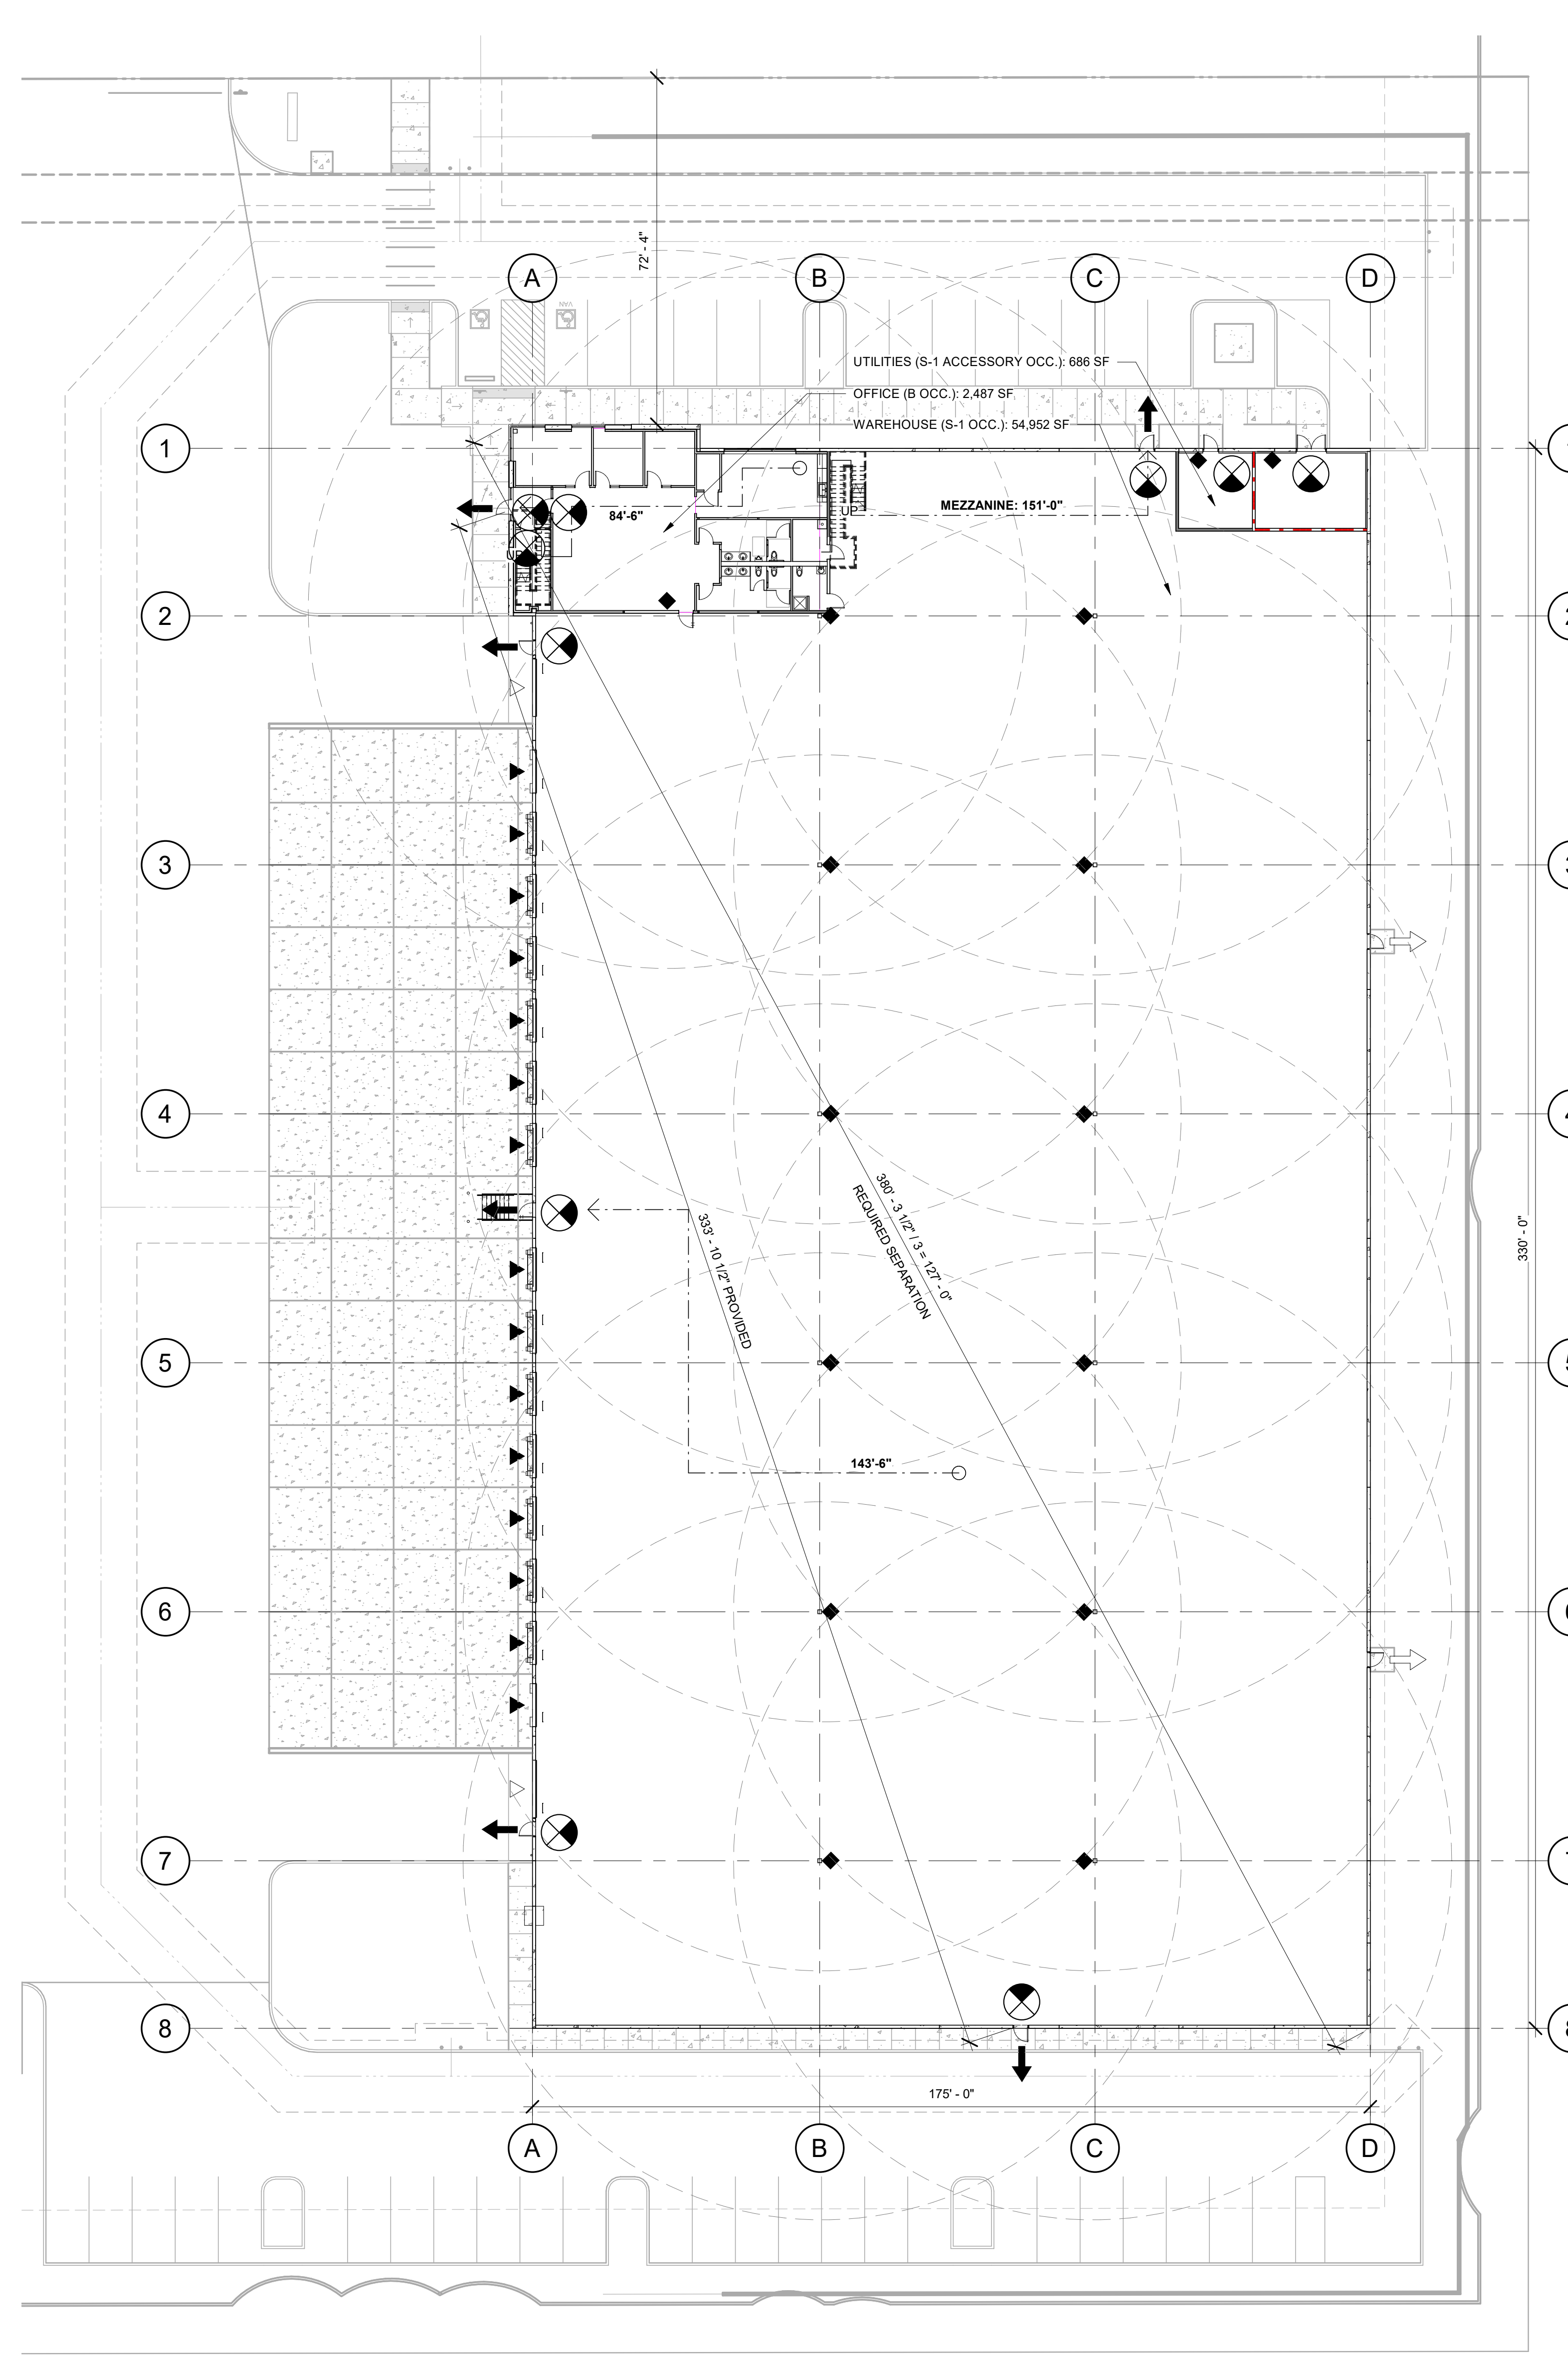 72' - 4"
A
B
C
D
VAN
UTILITIES (S-1 ACCESSORY OCC.): 686 SF
OFFICE (B OCC.): 2,487 SF
WAREHOUSE (S-1 OCC.): 54,952 SF
1
84'-6"
UP
MEZZANINE: 151'-0"
2
3
4
380' - 3 1/2" / 3 = 127' - 0"
REQUIRED SEPARATION
333' - 10 1/2" PROVIDED
330' - 0"
5
143'-6"
6
7
8
175' - 0"
A
B
C
D